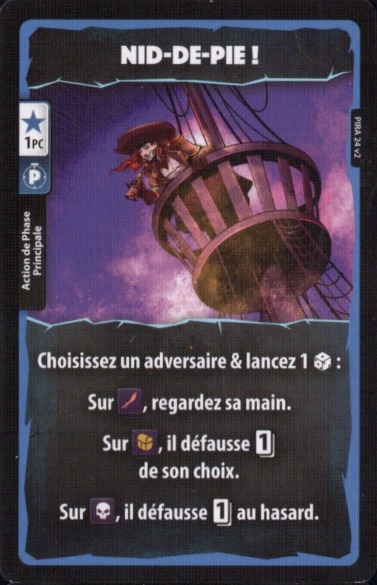 NID-DE-PIE !
1PC
P
PIRA 24 v2
Action de Phase
Principale
Choisissez un adversaire & lancez 1 :
Sur , regardez sa main.
Sur , il défausse 1
de son choix.
Sur , il défausse 1 au hasard.